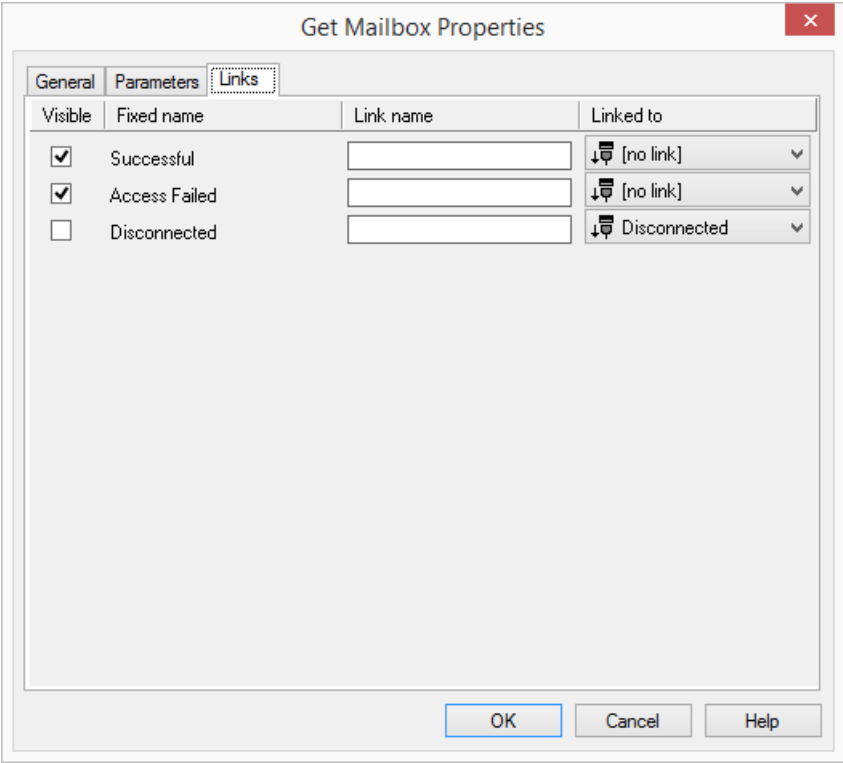 Get Mailbox Properties
General Parameters Links
Visible Fixed name Link name Linked to
Successful [no link]
Access Failed [no link]
Disconnected Disconnected
OK Cancel Help